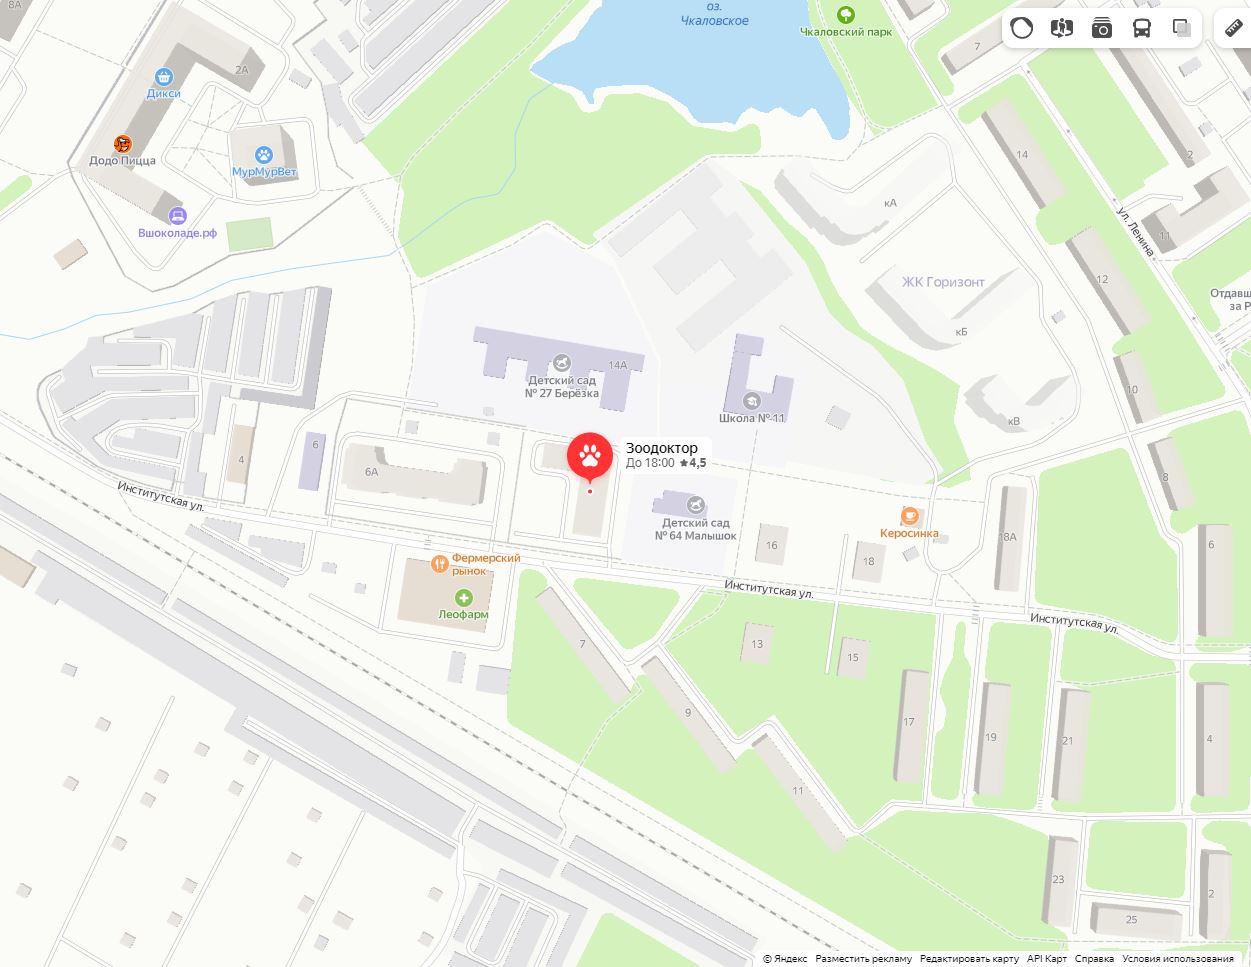 8А
оз.
Чкаловское
Чкаловский парк
7
2А
Дикси
Додо Пицца
МурМурВет
14
2
кА
Вшоколаде.рф
ул. Ленина
11
12
ЖК Горизонт
Отдавш
за Р
кБ
14А
Детский сад
№ 27 Берёзка
Школа № 11
10
кВ
6
4
6А
Зоодоктор
До 18:00 ★4,5
8
Институтская ул.
Детский сад
№ 64 Малышок
Керосинка
16
18
18А
6
Фермерский
рынок
Леофарм
Институтская ул.
Институтская ул.
7
13
15
9
17
19
21
4
11
23
25
2
© Яндекс Разместить рекламу Редактировать карту API Карт Справка Условия использования